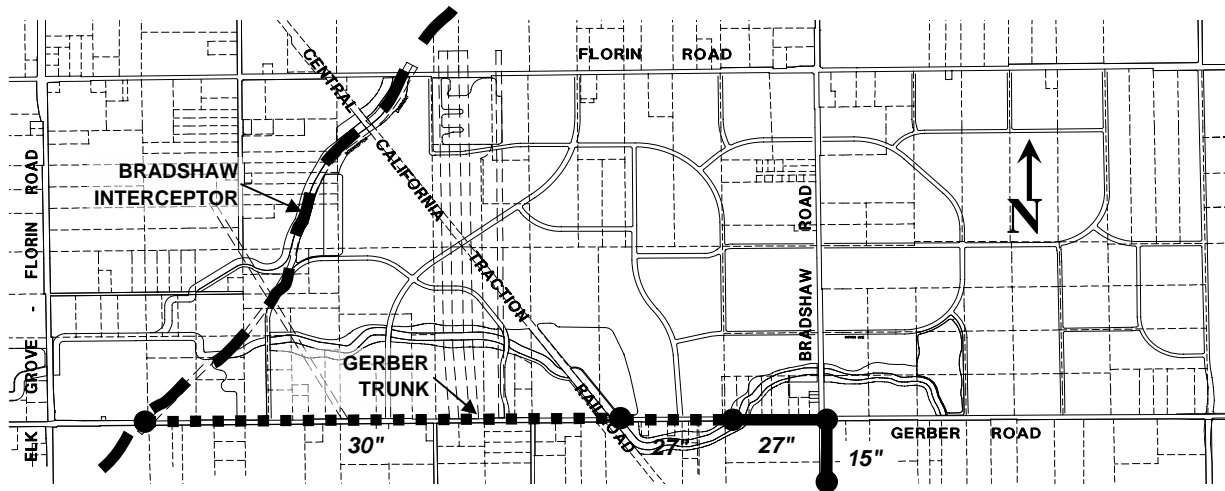 FLORIN ROAD
CENTRAL CALIFORNIA TRACTION RAILROAD
BRADSHAW
INTERCEPTOR
ELK GROVE - FLORIN ROAD
BRADSHAW ROAD
N
GERBER
TRUNK
30"
27"
27"
15"
GERBER ROAD